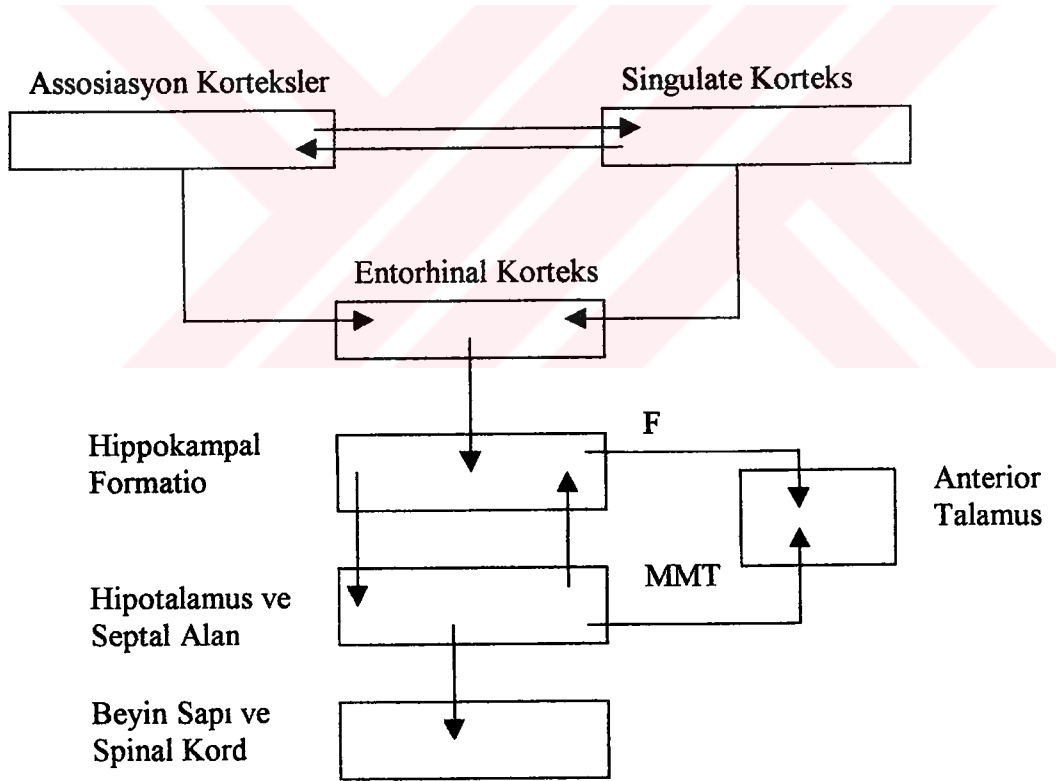 Assosiasyon Korteksler
Singulate Korteks
Entorhinal Korteks
Hippokampal
Formatio
F
Anterior
Talamus
MMT
Hipotalamus ve
Septal Alan
Beyin Sapı ve
Spinal Kord